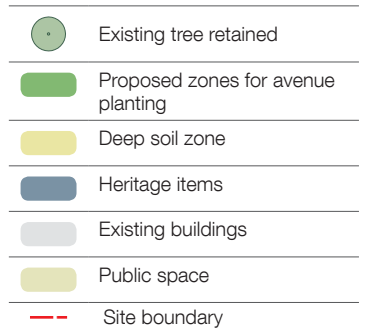 Existing tree retained
Proposed zones for avenue
planting
Deep soil zone
Heritage items
Existing buildings
Public space
Site boundary